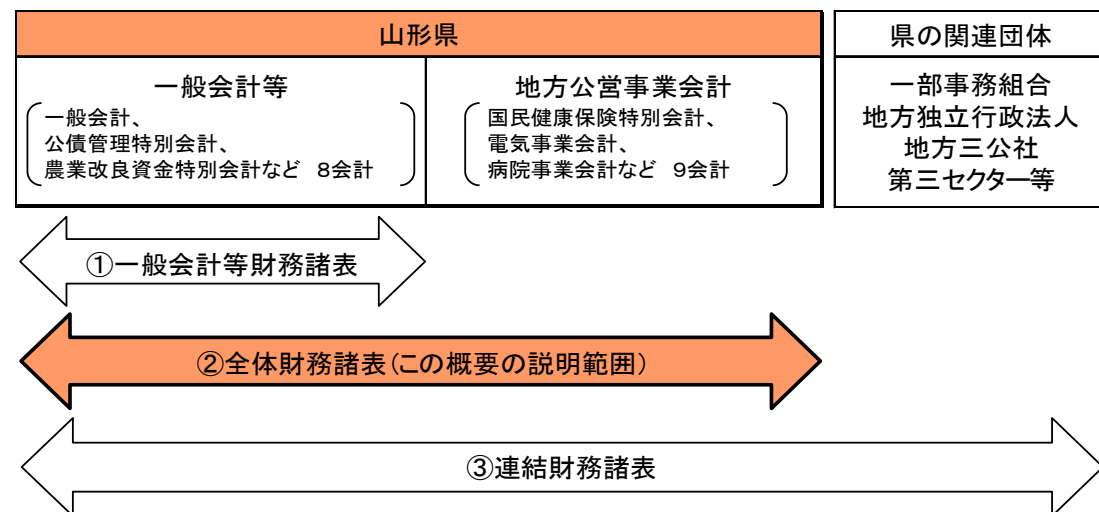 山形県
一般会計等
一般会計、
公債管理特別会計、
農業改良資金特別会計など　８会計
地方公営事業会計
国民健康保険特別会計、
電気事業会計、
病院事業会計など　９会計
県の関連団体
一部事務組合
地方独立行政法人
地方三公社
第三セクター等
①一般会計等財務諸表
②全体財務諸表（この概要の説明範囲）
③連結財務諸表